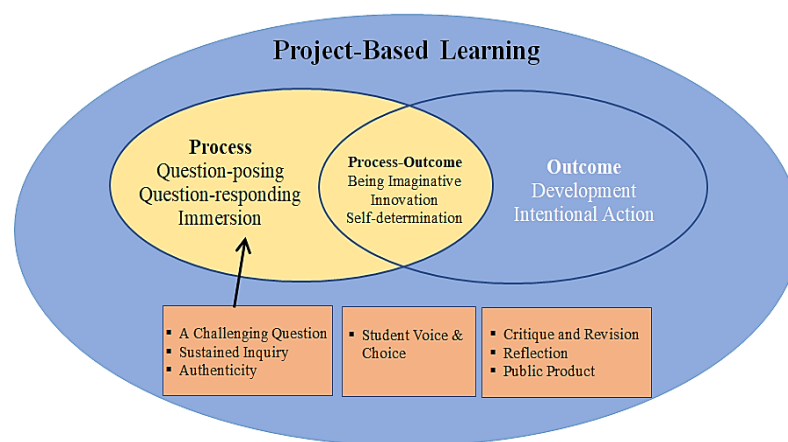 Project-Based Learning
Process
Question-posing
Question-responding
Immersion
Process-Outcome
Being Imaginative
Innovation
Self-determination
Outcome
Development
Intentional Action
▪ A Challenging Question
▪ Sustained Inquiry
▪ Authenticity
▪ Student Voice &
Choice
▪ Critique and Revision
▪ Reflection
▪ Public Product